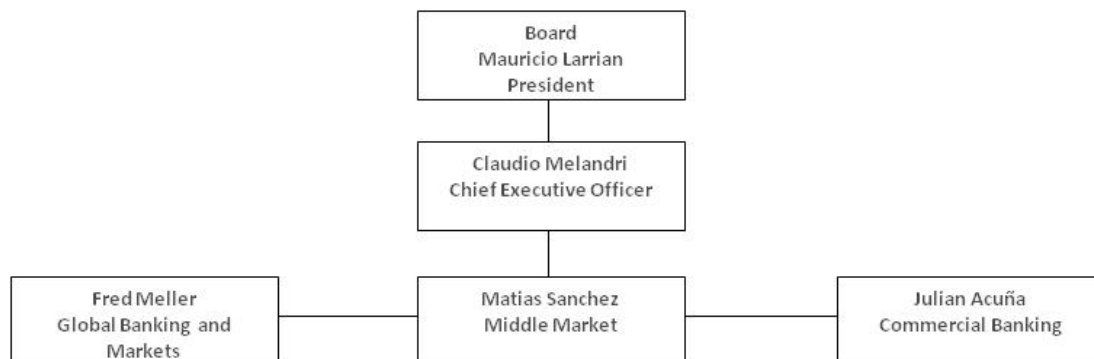 Board
Mauricio Larrian
President
Claudio Melandri
Chief Executive Officer
Fred Meller
Global Banking and
Markets
Matias Sanchez
Middle Market
Julian Acuña
Commercial Banking